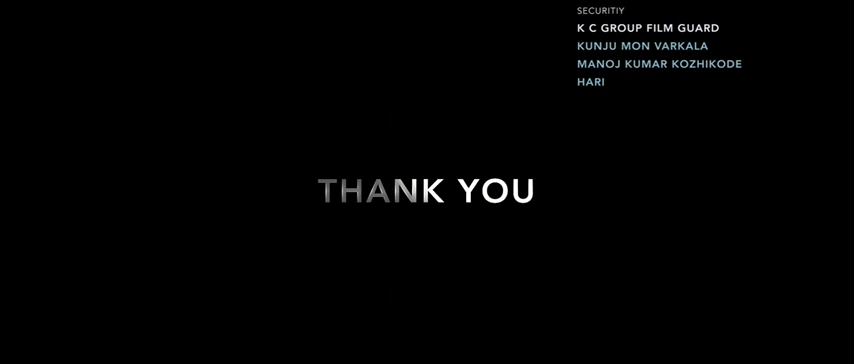 SECURITIY
K C GROUP FILM GUARD
KUNJU MON VARKALA
MANOJ KUMAR KOZHIKODE
HARI
THANK YOU